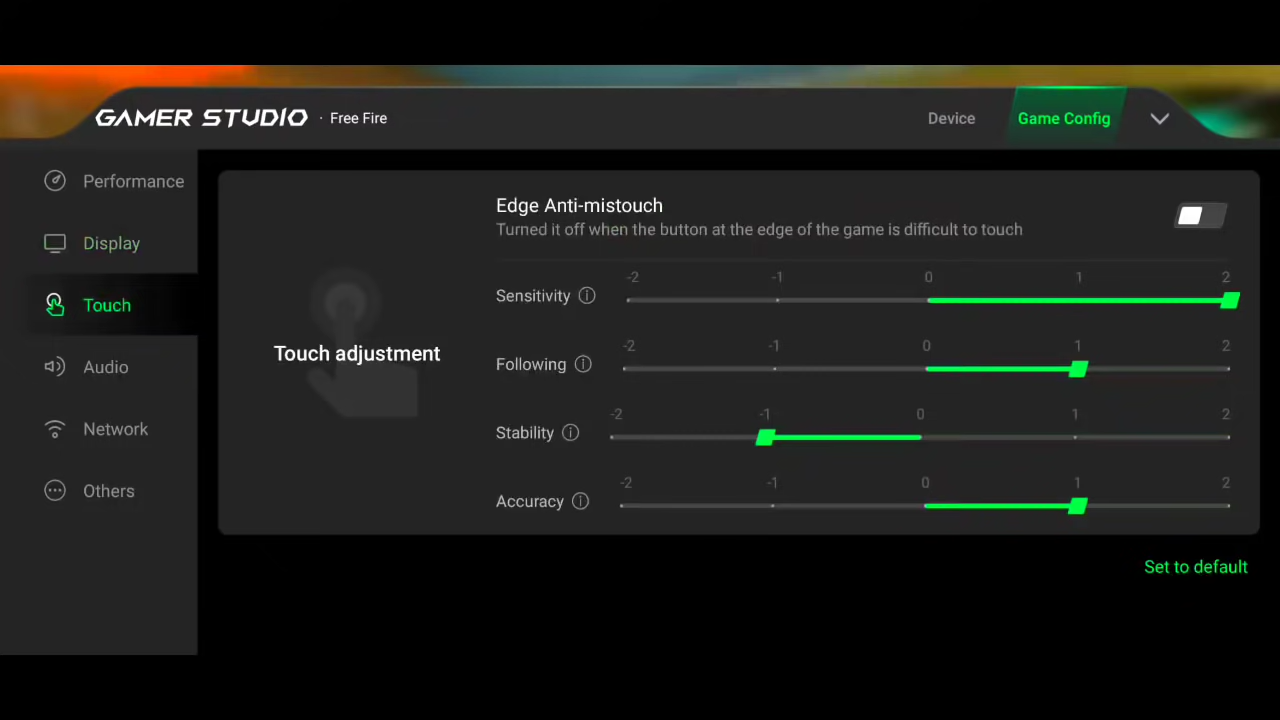 GAMER STUDIO · Free Fire
Device
Game Config
Performance
Display
Touch
Audio
Network
Others
Touch adjustment
Edge Anti-mistouch
Turned it off when the button at the edge of the game is difficult to touch
-2 -1 0 1 2
Sensitivity
-2 -1 0 1 2
Following
-2 -1 0 1 2
Stability
-2 -1 0 1 2
Accuracy
Set to default